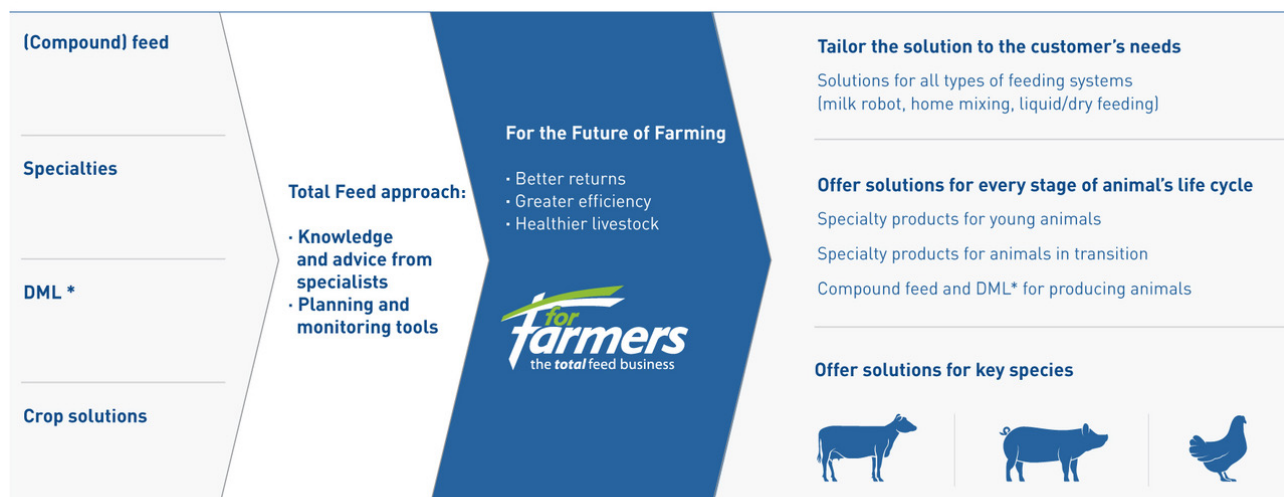 (Compound) feed
Specialties
DML *
Crop solutions
Total Feed approach:
· Knowledge
and advice from
specialists
· Planning and
monitoring tools
For the Future of Farming
· Better returns
· Greater efficiency
· Healthier livestock
for
farmers
the total feed business
Tailor the solution to the customer's needs
Solutions for all types of feeding systems
(milk robot, home mixing, liquid/dry feeding)
Offer solutions for every stage of animal's life cycle
Specialty products for young animals
Specialty products for animals in transition
Compound feed and DML* for producing animals
Offer solutions for key species